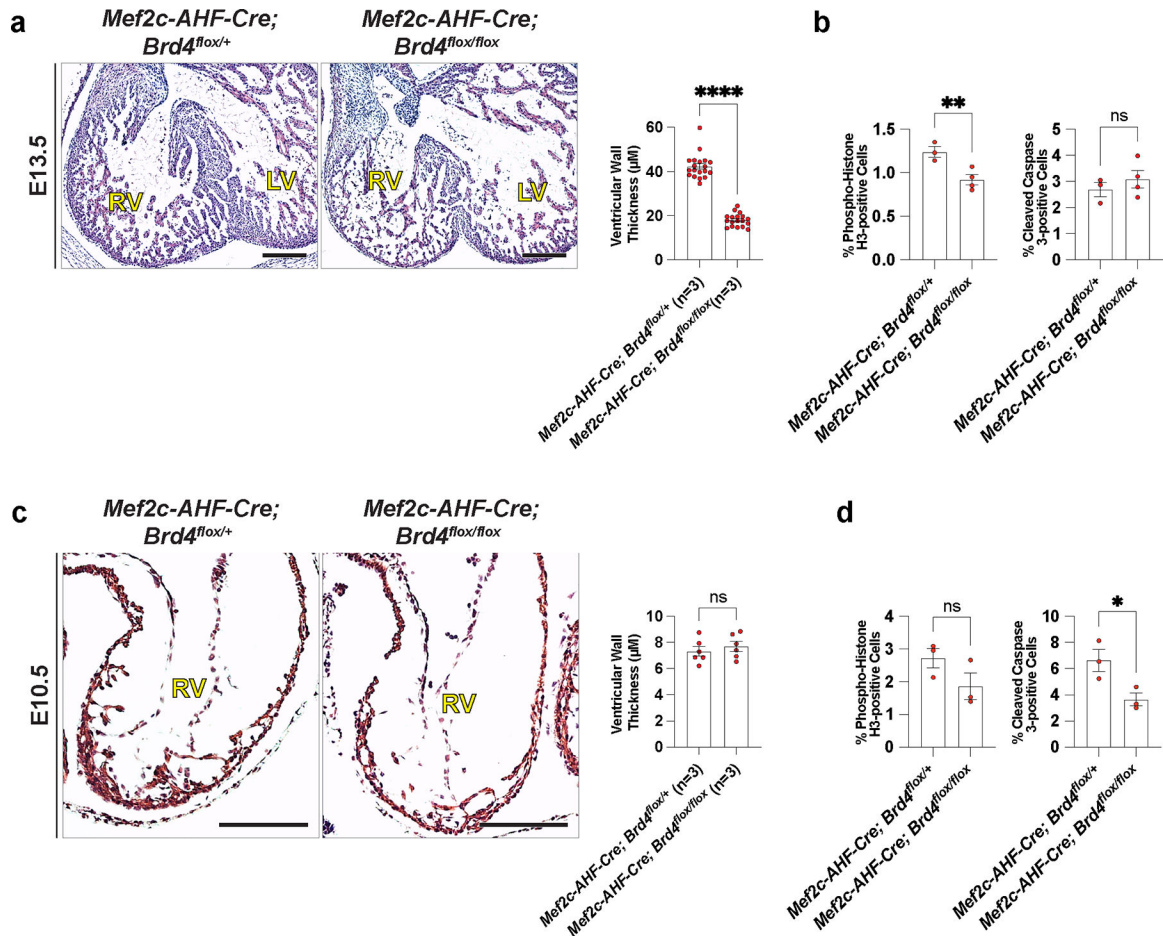 a
Mef2c-AHF-Cre;
Brd4flox/+
Mef2c-AHF-Cre;
Brd4flox/flox
E13.5
RV
LV
RV
LV
****
Ventricular Wall
Thickness (µM)
60
40
20
0
Mef2c-AHF-Cre; Brd4flox/+ (n=3)
Mef2c-AHF-Cre; Brd4flox/flox(n=3)
b
**
% Phospho-Histone
H3-positive Cells
1.5
1.0
0.5
0.0
Mef2c-AHF-Cre; Brd4flox/+
Mef2c-AHF-Cre; Brd4flox/flox
ns
% Cleaved Caspase
3-positive Cells
5
4
3
2
1
0
Mef2c-AHF-Cre; Brd4flox/+
Mef2c-AHF-Cre; Brd4flox/flox
c
Mef2c-AHF-Cre;
Brd4flox/+
Mef2c-AHF-Cre;
Brd4flox/flox
E10.5
RV
RV
ns
Ventricular Wall
Thickness (µM)
10
8
6
4
2
0
Mef2c-AHF-Cre; Brd4flox/+ (n=3)
Mef2c-AHF-Cre; Brd4flox/flox (n=3)
d
ns
% Phospho-Histone
H3-positive Cells
4
3
2
1
0
Mef2c-AHF-Cre; Brd4flox/+
Mef2c-AHF-Cre; Brd4flox/flox
*
% Cleaved Caspase
3-positive Cells
10
8
6
4
2
0
Mef2c-AHF-Cre; Brd4flox/+
Mef2c-AHF-Cre; Brd4flox/flox